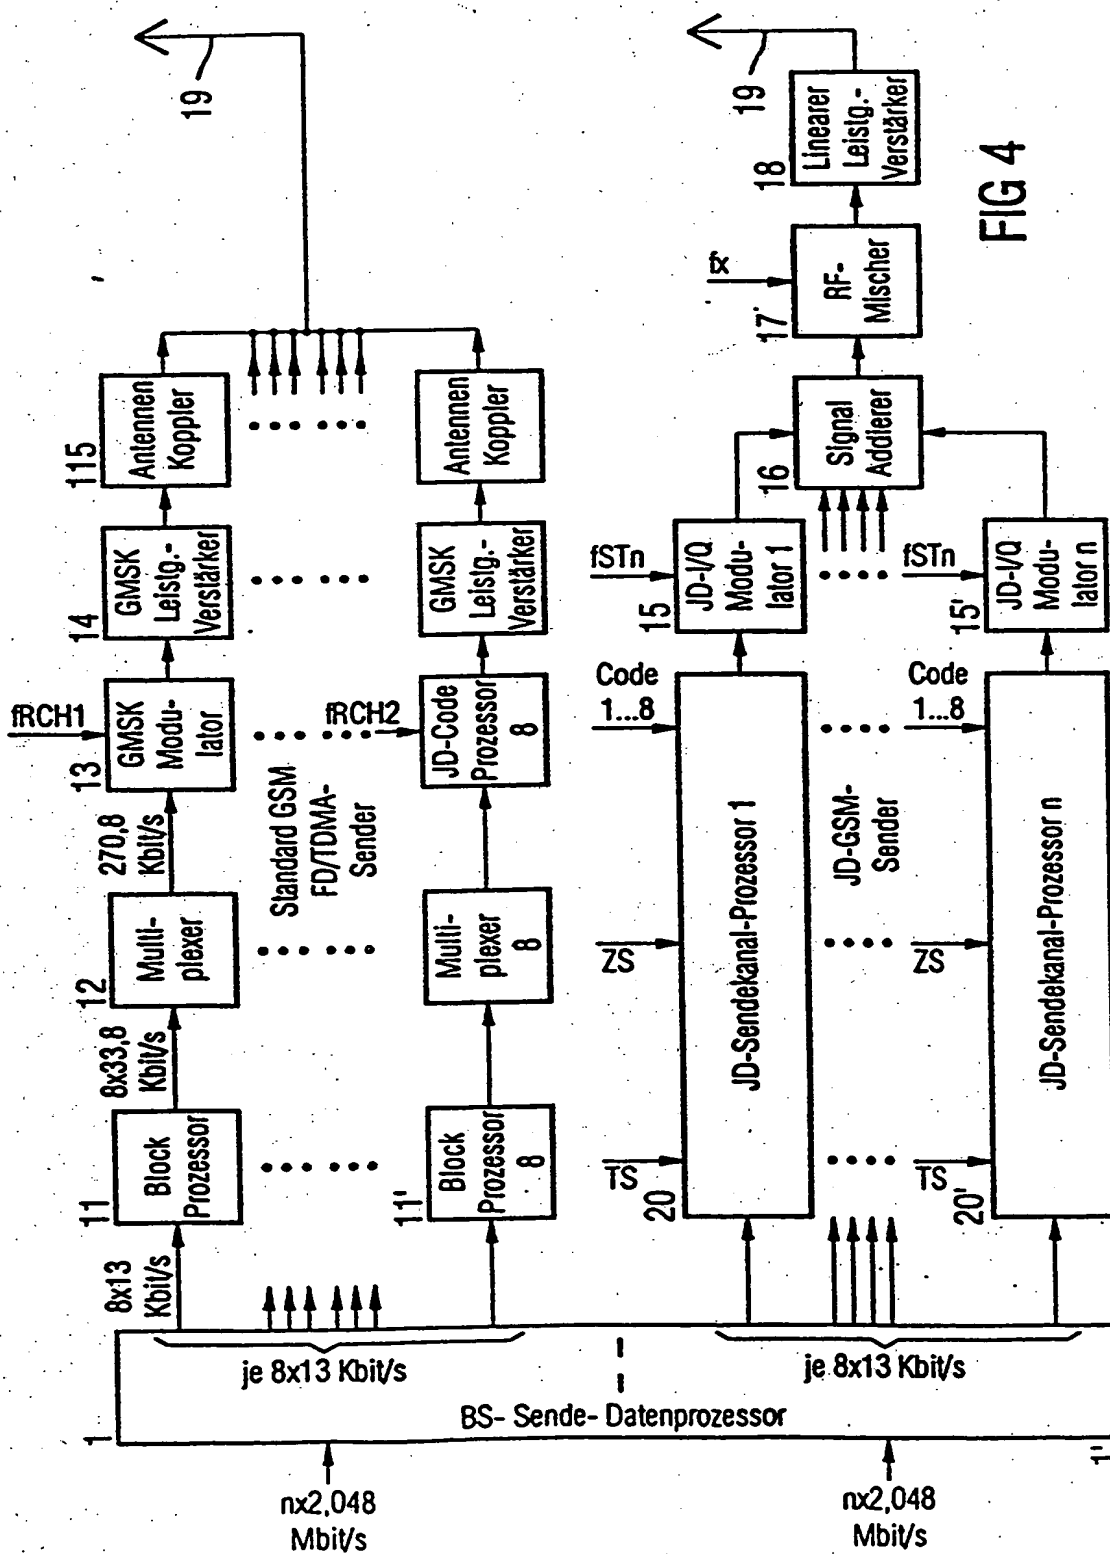 19
115
Antennen
Koppler
Antennen
Koppler
14
GMSK
Leistg.-
Verstärker
GMSK
Leistg.-
Verstärker
fRCH1
13
GMSK
Modu-
lator
fRCH2
JD-Code
Prozessor
8
270,8
Kbit/s
Standard GSM
FD/TDMA-
Sender
12
Multi-
plexer
Multi-
plexer
8
8x33,8
Kbit/s
11
Block
Prozessor
11'
Block
Prozessor
8
8x13
Kbit/s
je 8x13 Kbit/s
je 8x13 Kbit/s
BS- Sende- Datenprozessor
1
1'
nx2,048
Mbit/s
nx2,048
Mbit/s
19
18
Linearer
Leistg.-
Verstärker
FIG 4
fx
17
RF-
Mischer
16
Signal
Addierer
fSTn
15
JD-I/Q
Modu-
lator 1
fSTn
15'
JD-I/Q
Modu-
lator n
Code
1...8
Code
1...8
ZS
ZS
TS
TS
20
JD-Sendekanal-Prozessor 1
JD-GSM-
Sender
20'
JD-Sendekanal-Prozessor n